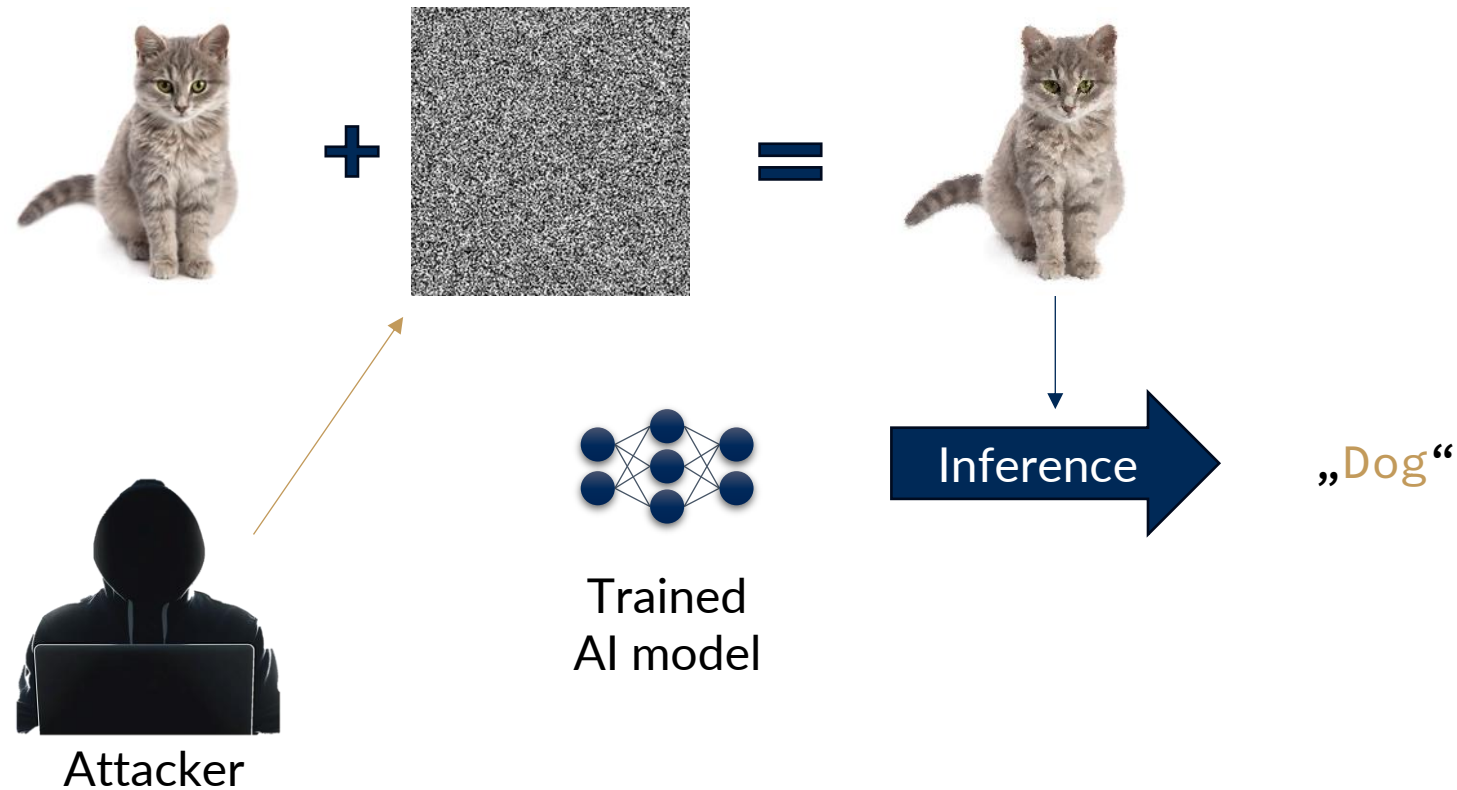 Inference
„Dog“
Trained
AI model
Attacker